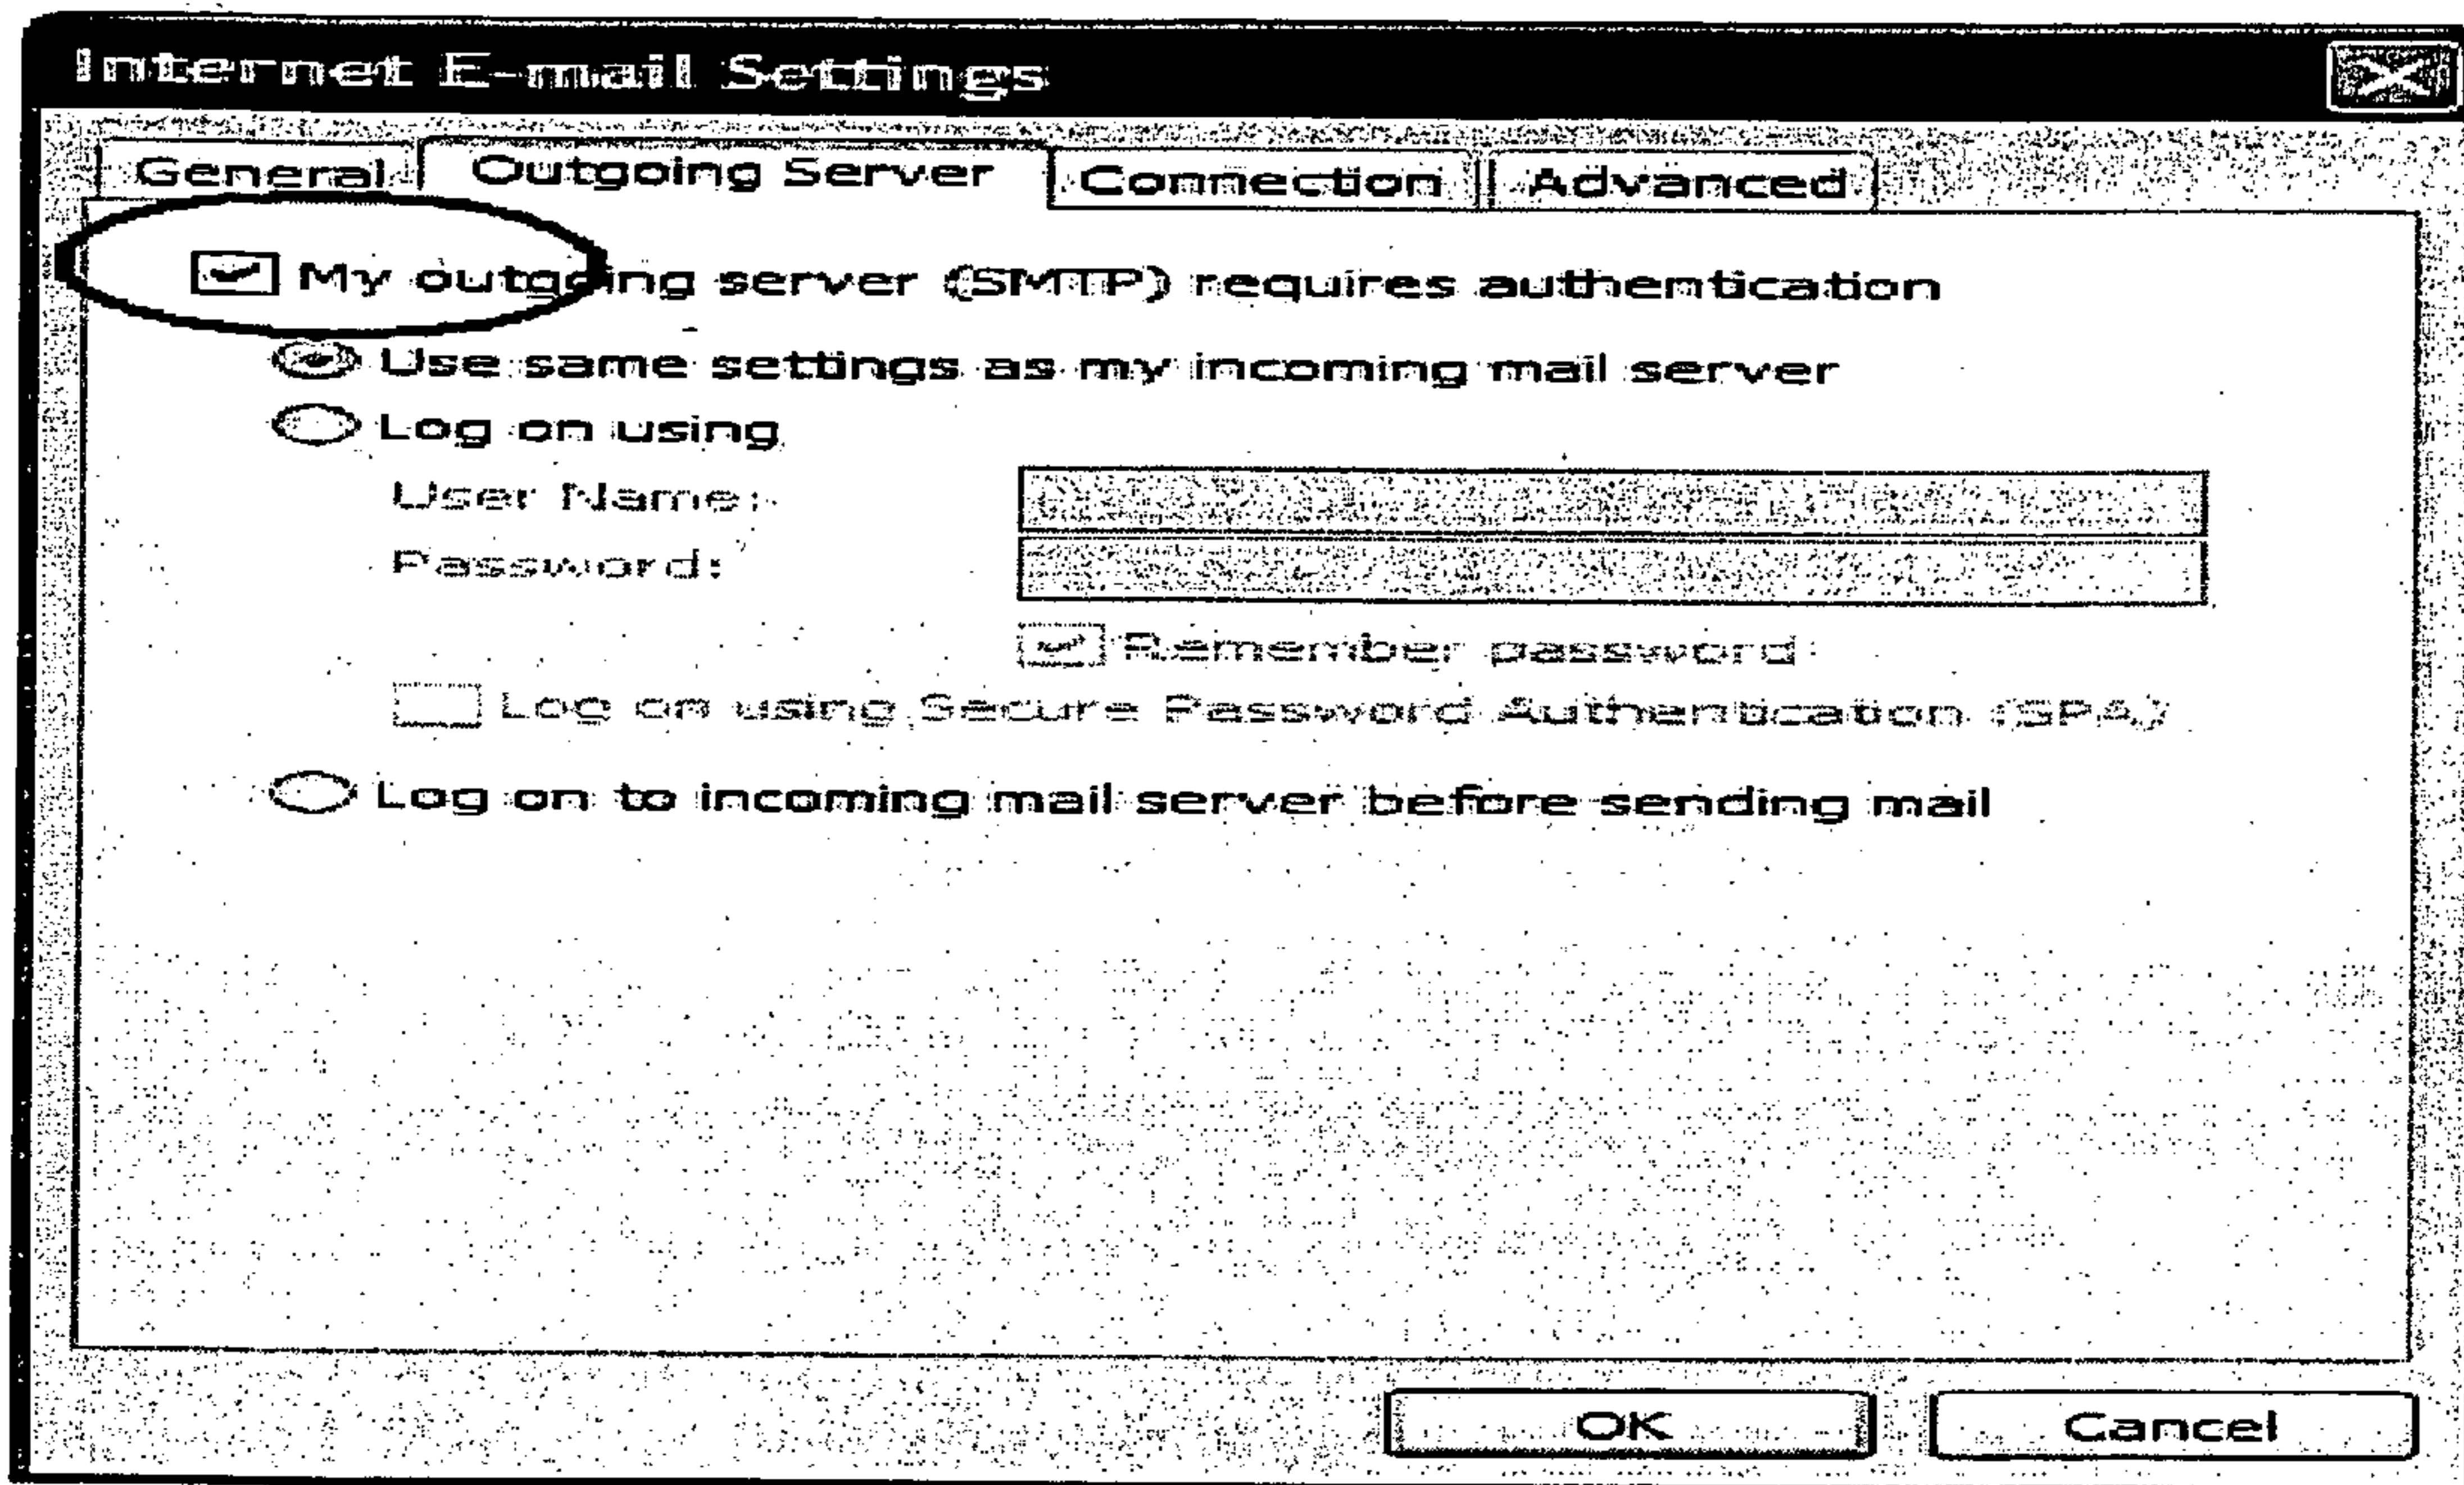 Internet E-mail Settings
General Outgoing Server Connection Advanced
My outgoing server (SMTP) requires authentication
Use same settings as my incoming mail server
Log on using
User Name:
Password:
Remember password
Log on using Secure Password Authentication (SPA)
Log on to incoming mail server before sending mail
OK Cancel